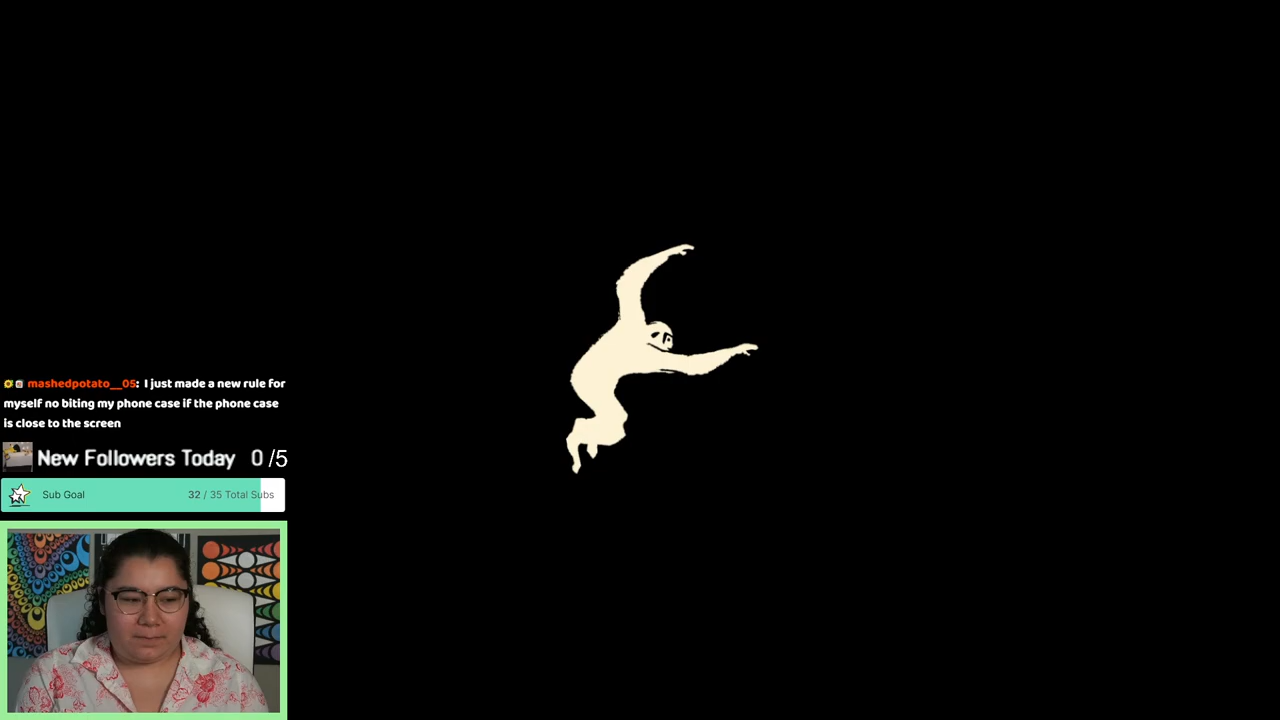 mashedpotato__05: I just made a new rule for
myself no biting my phone case if the phone case
is close to the screen
New Followers Today 0 /5
Sub Goal 32 / 35 Total Subs